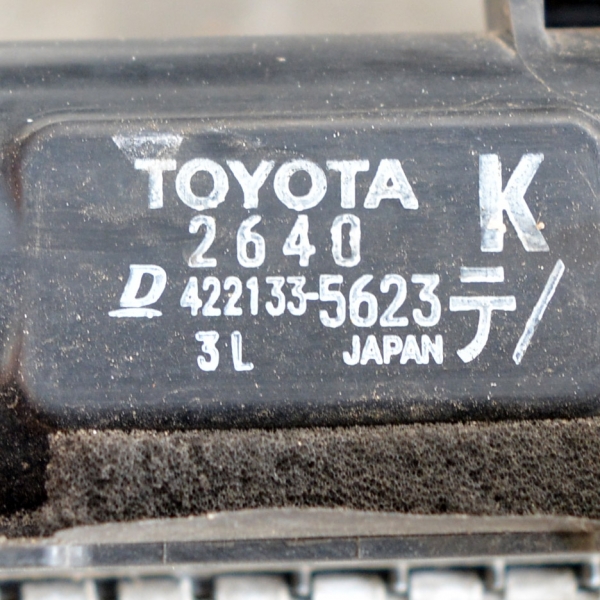 TOYOTA K
2640
D 422133-5623 テ/
3L JAPAN